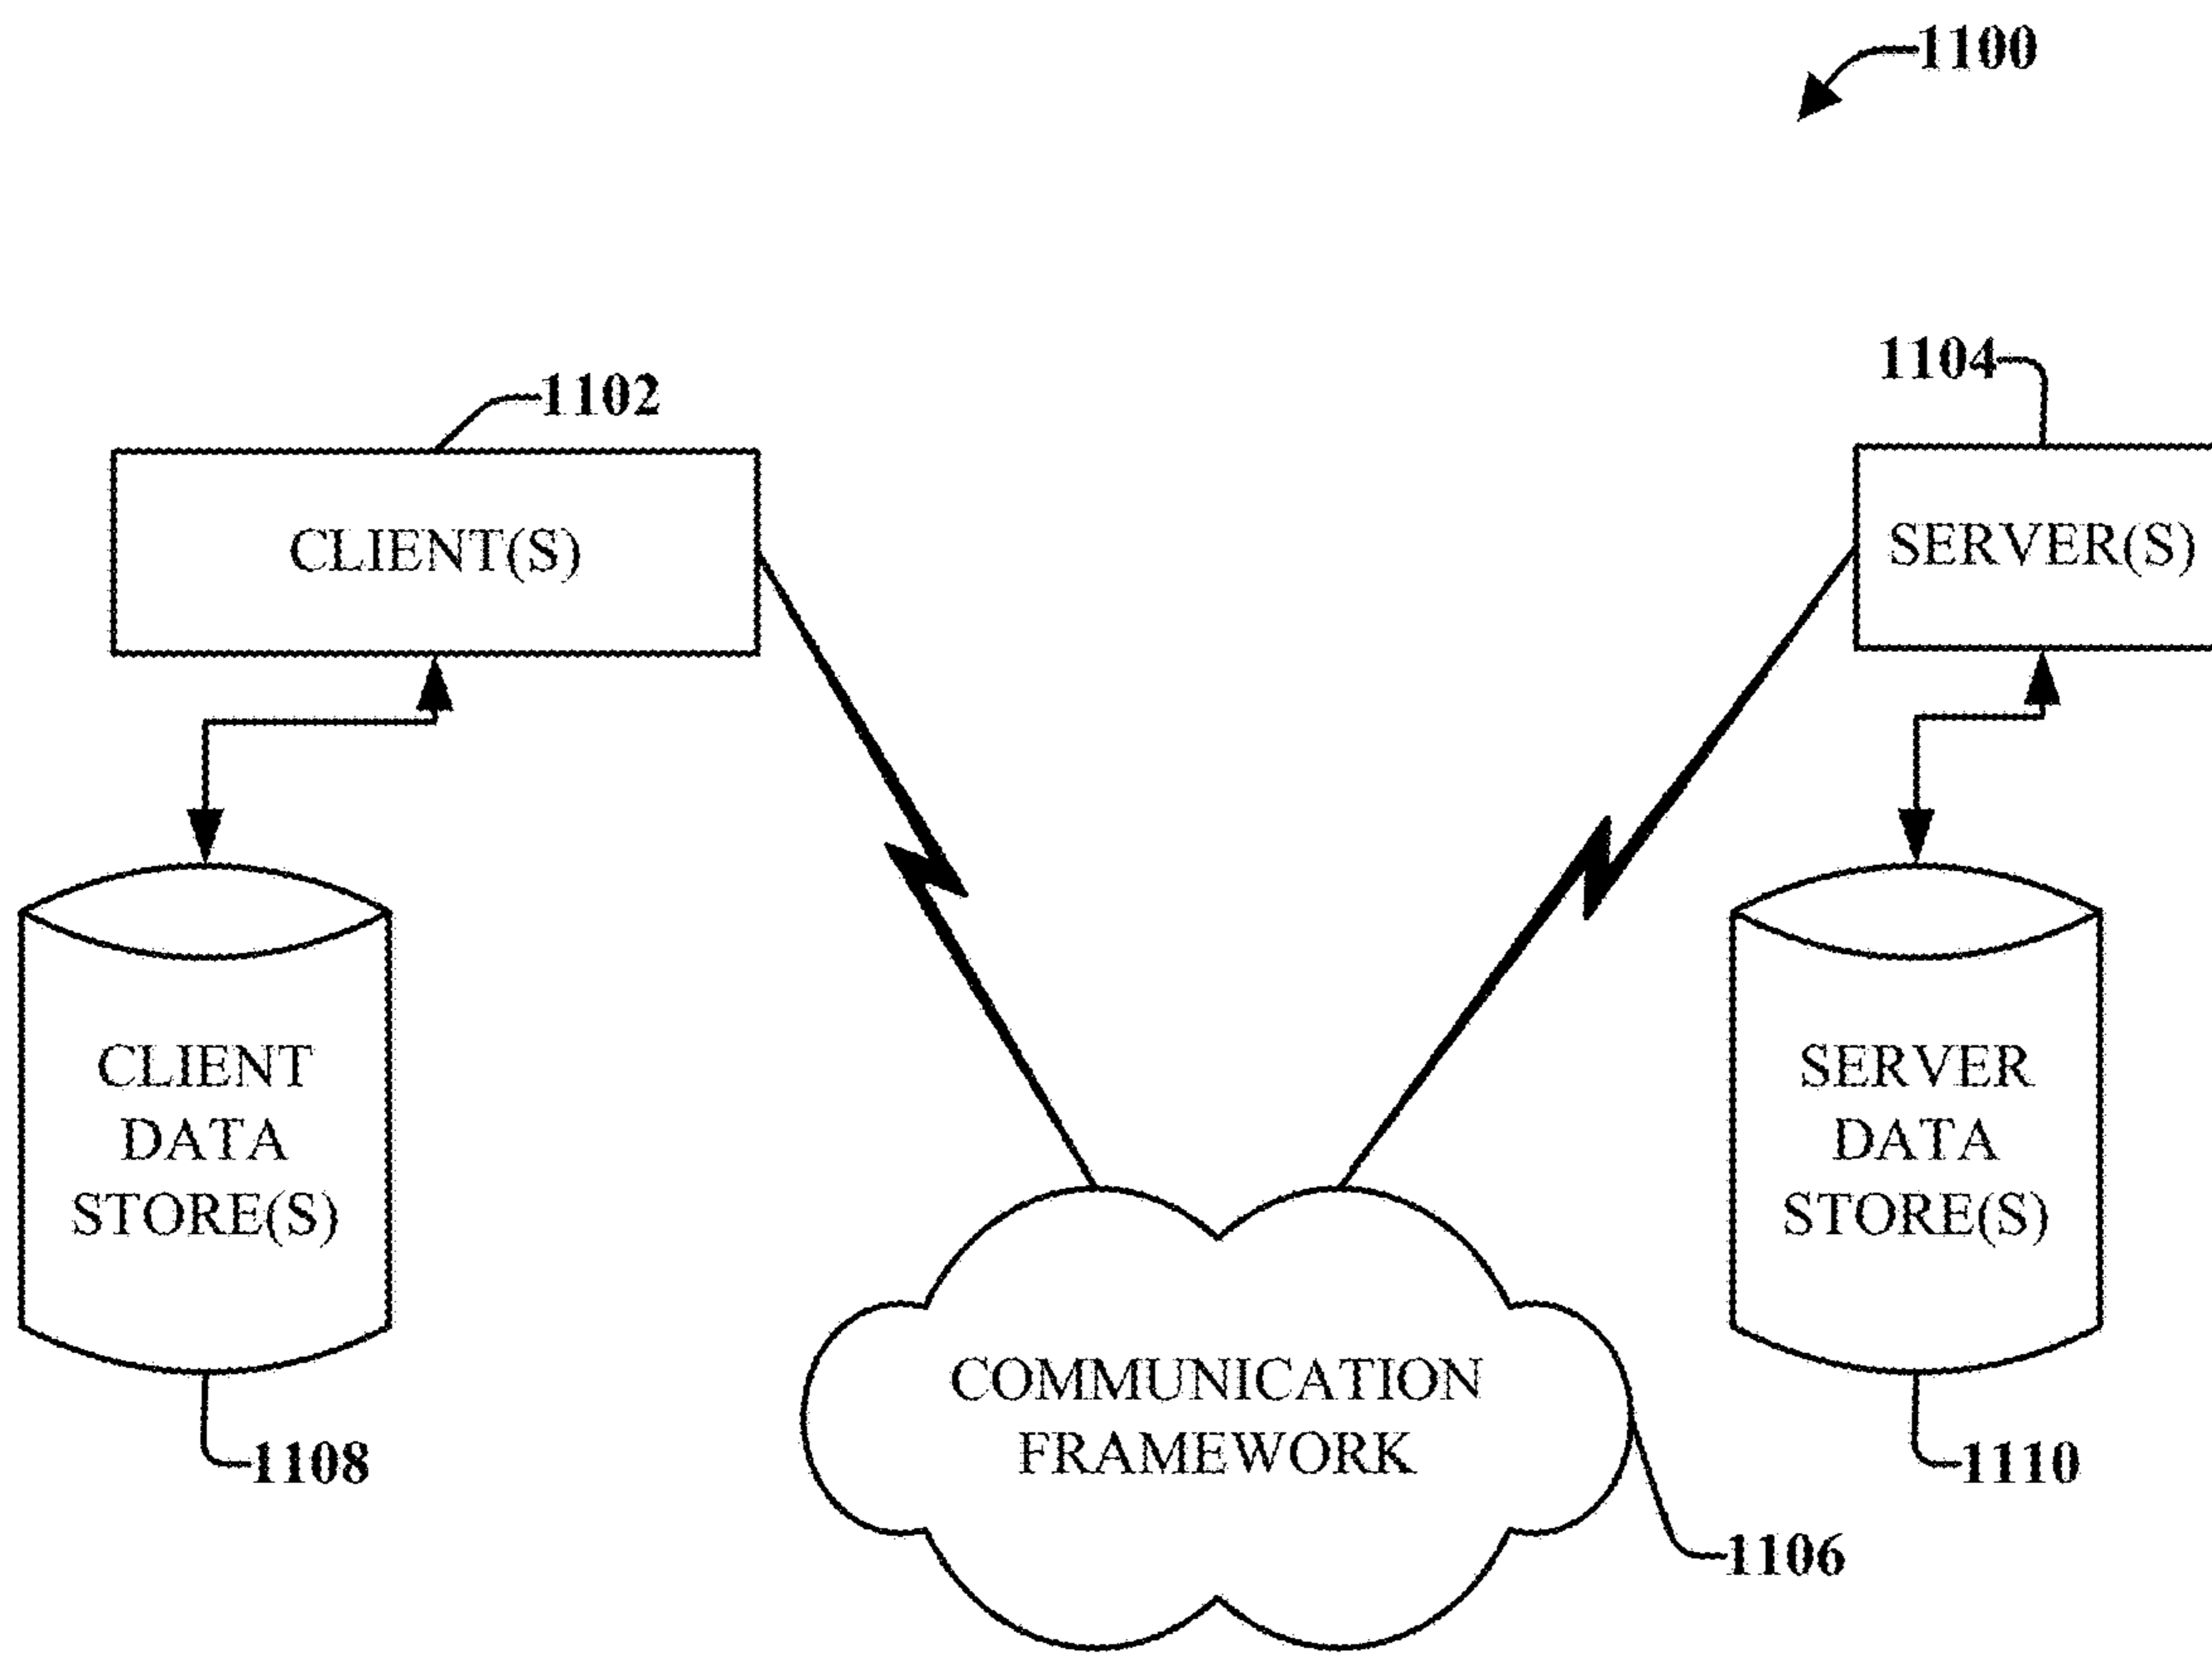 1100
1102
1104
CLIENT(S)
SERVER(S)
CLIENT
DATA
STORE(S)
SERVER
DATA
STORE(S)
COMMUNICATION
FRAMEWORK
1108
1110
1106